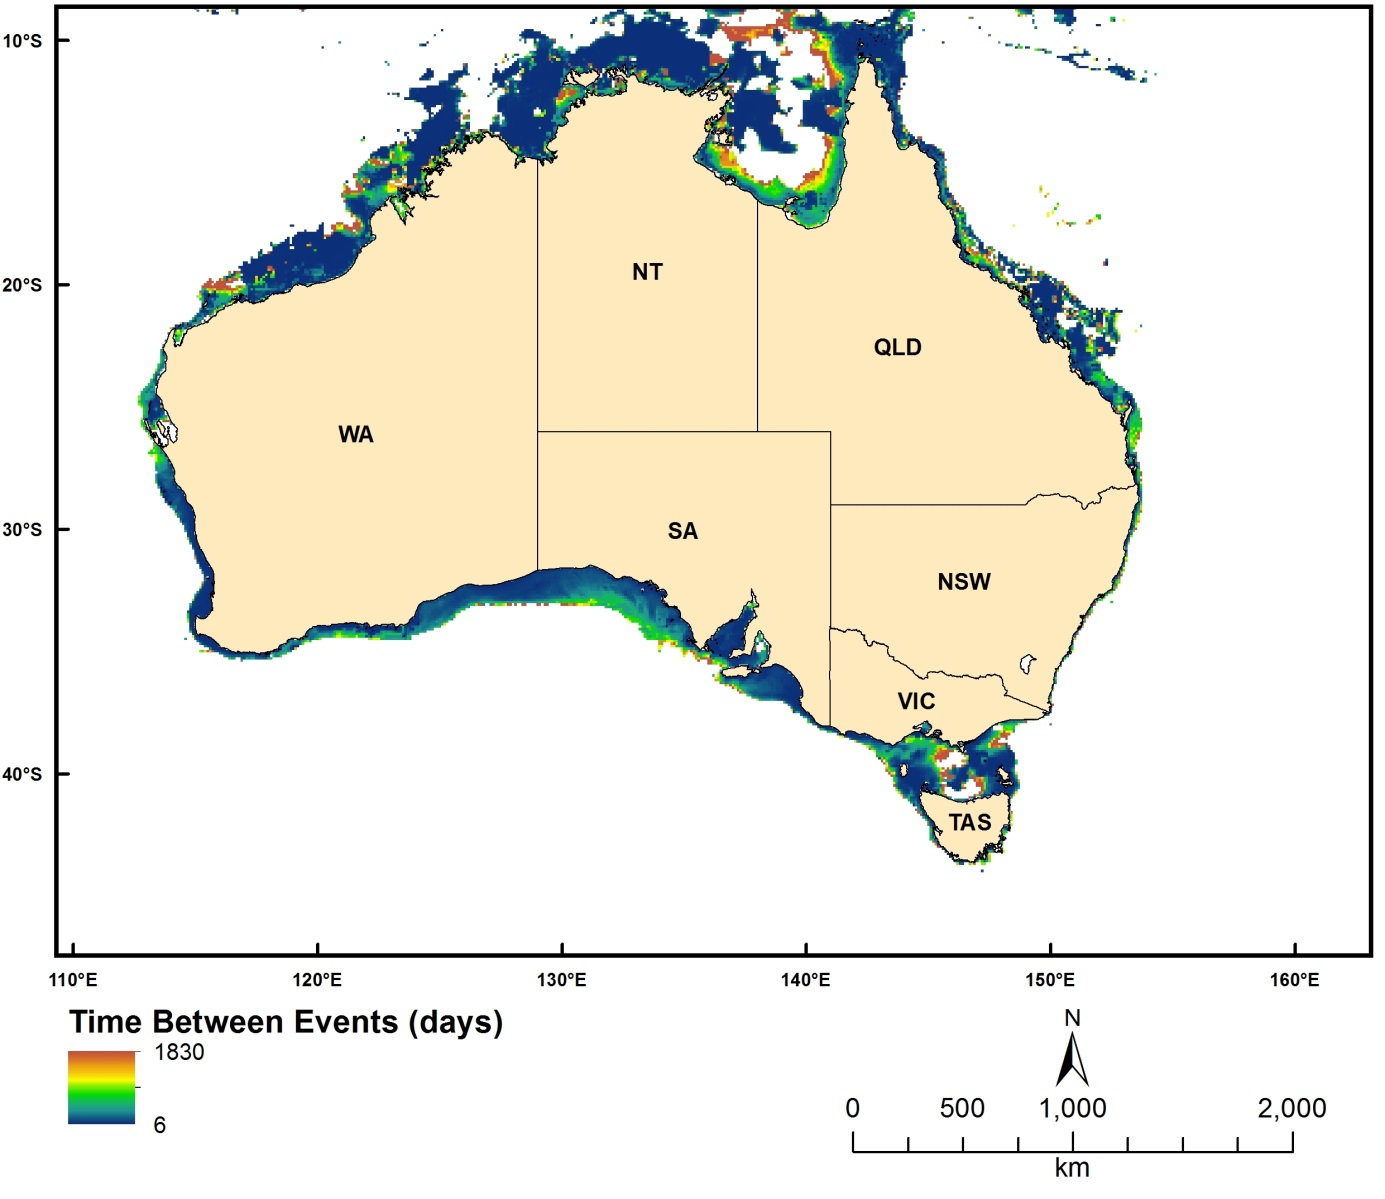 10°S
20°S
30°S
40°S
NT
QLD
WA
SA
NSW
VIC
TAS
110°E 120°E 130°E 140°E 150°E 160°E
Time Between Events (days)
1830
6
N
0 500 1,000 2,000
km